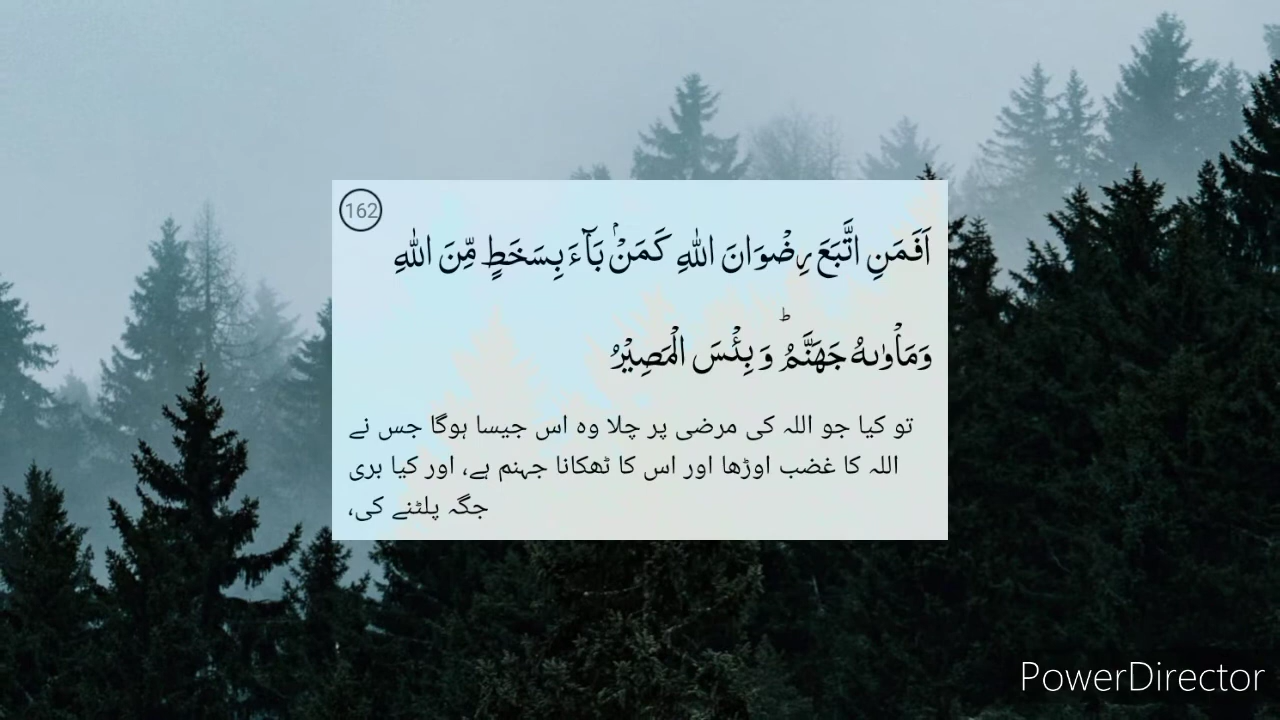 162
اَفَمَنِ اتَّبَعَ رِضْوَانَ اللّٰهِ كَمَنْۢ بَآءَ بِسَخَطٍ مِّنَ اللّٰهِ
وَمَاْوٰىهُ جَهَنَّمُ ؕ وَ بِئْسَ الْمَصِيْرُ
تو کیا جو اللہ کی مرضی پر چلا وہ اس جیسا ہوگا جس نے
اللہ کا غضب اوڑھا اور اس کا ٹھکانا جہنم ہے، اور کیا بری
جگہ پلٹنے کی،
PowerDirector